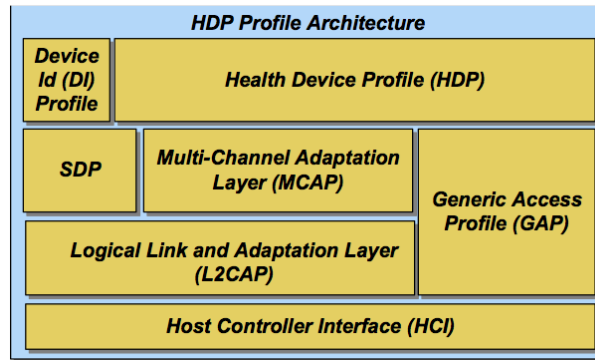 HDP Profile Architecture
Device
Id (DI)
Profile
Health Device Profile (HDP)
SDP
Multi-Channel Adaptation
Layer (MCAP)
Generic Access
Profile (GAP)
Logical Link and Adaptation Layer
(L2CAP)
Host Controller Interface (HCI)